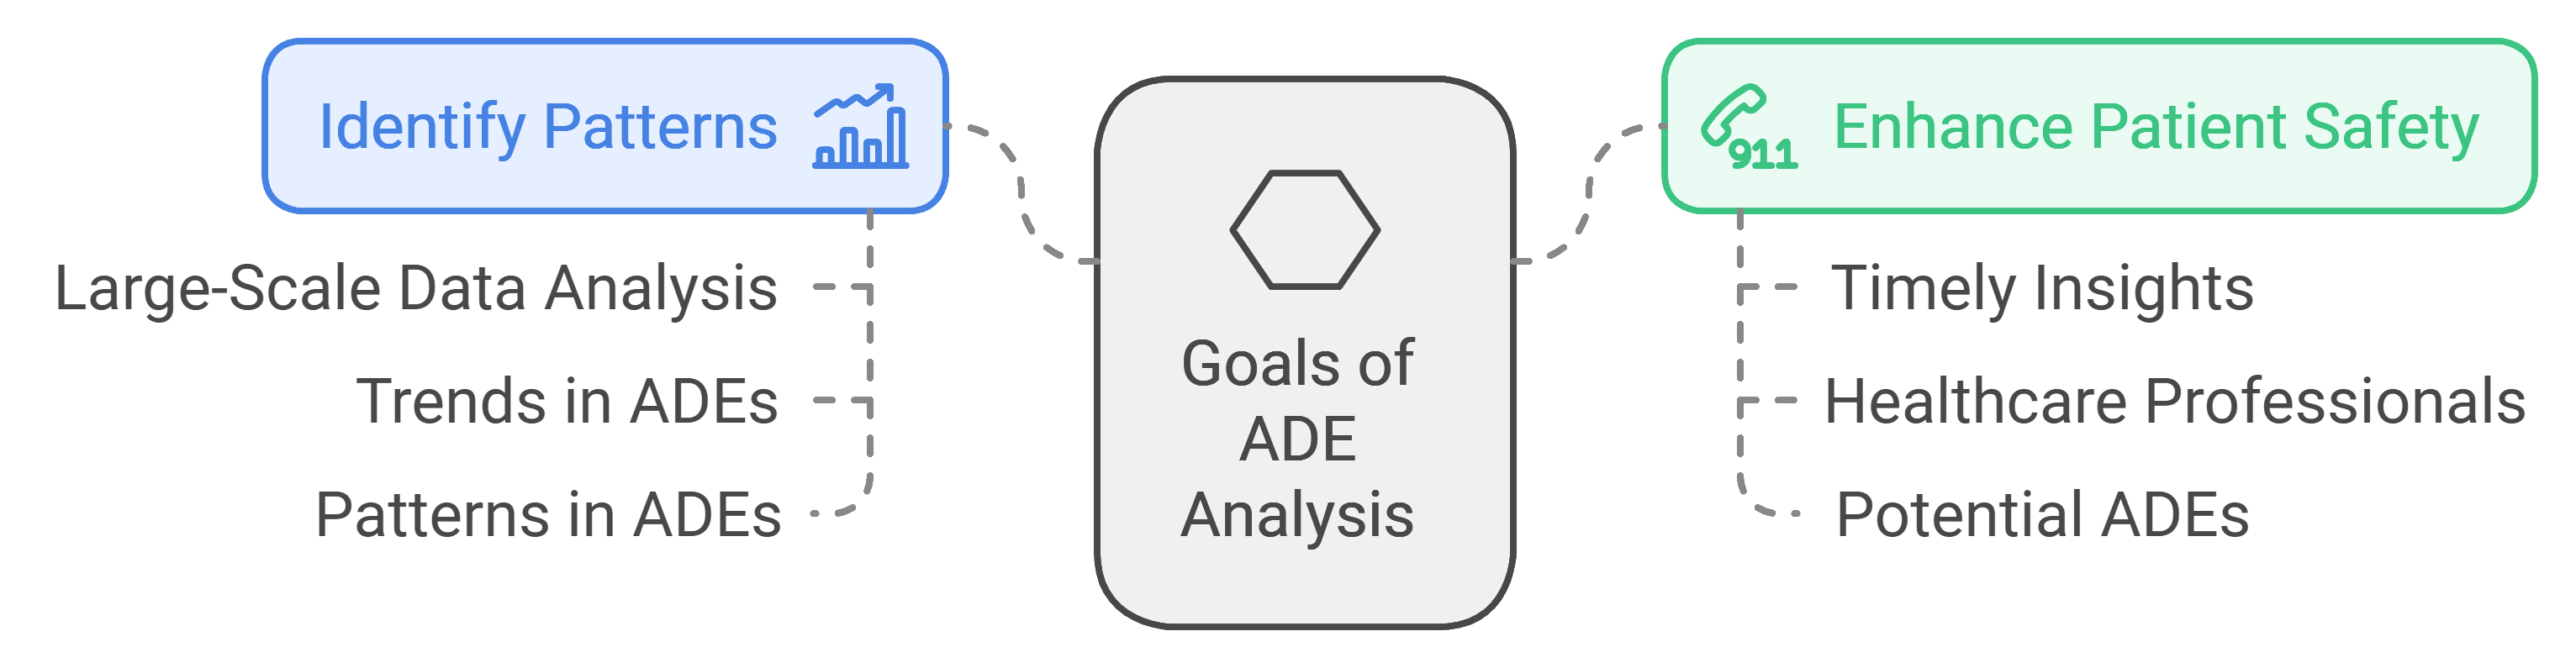 Identify Patterns
Large-Scale Data Analysis
Trends in ADEs
Patterns in ADEs
Goals of
ADE
Analysis
911
Enhance Patient Safety
Timely Insights
Healthcare Professionals
Potential ADEs